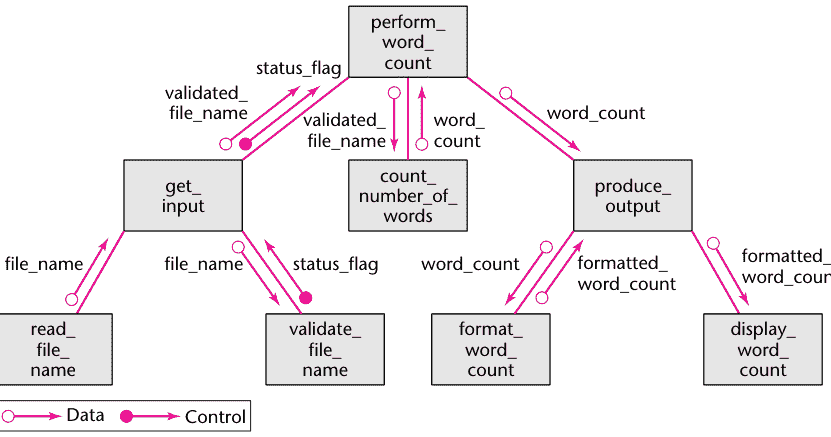 perform_
word_
count
status_flag
validated_
file_name
validated_
file_name
word_
count
word_count
get_
input
count_
number_of_
words
produce_
output
file_name
file_name
status_flag
word_count
formatted_
word_count
formatted_
word_coun
read_
file_
name
validate_
file_
name
format_
word_
count
display_
word_
count
Data
Control